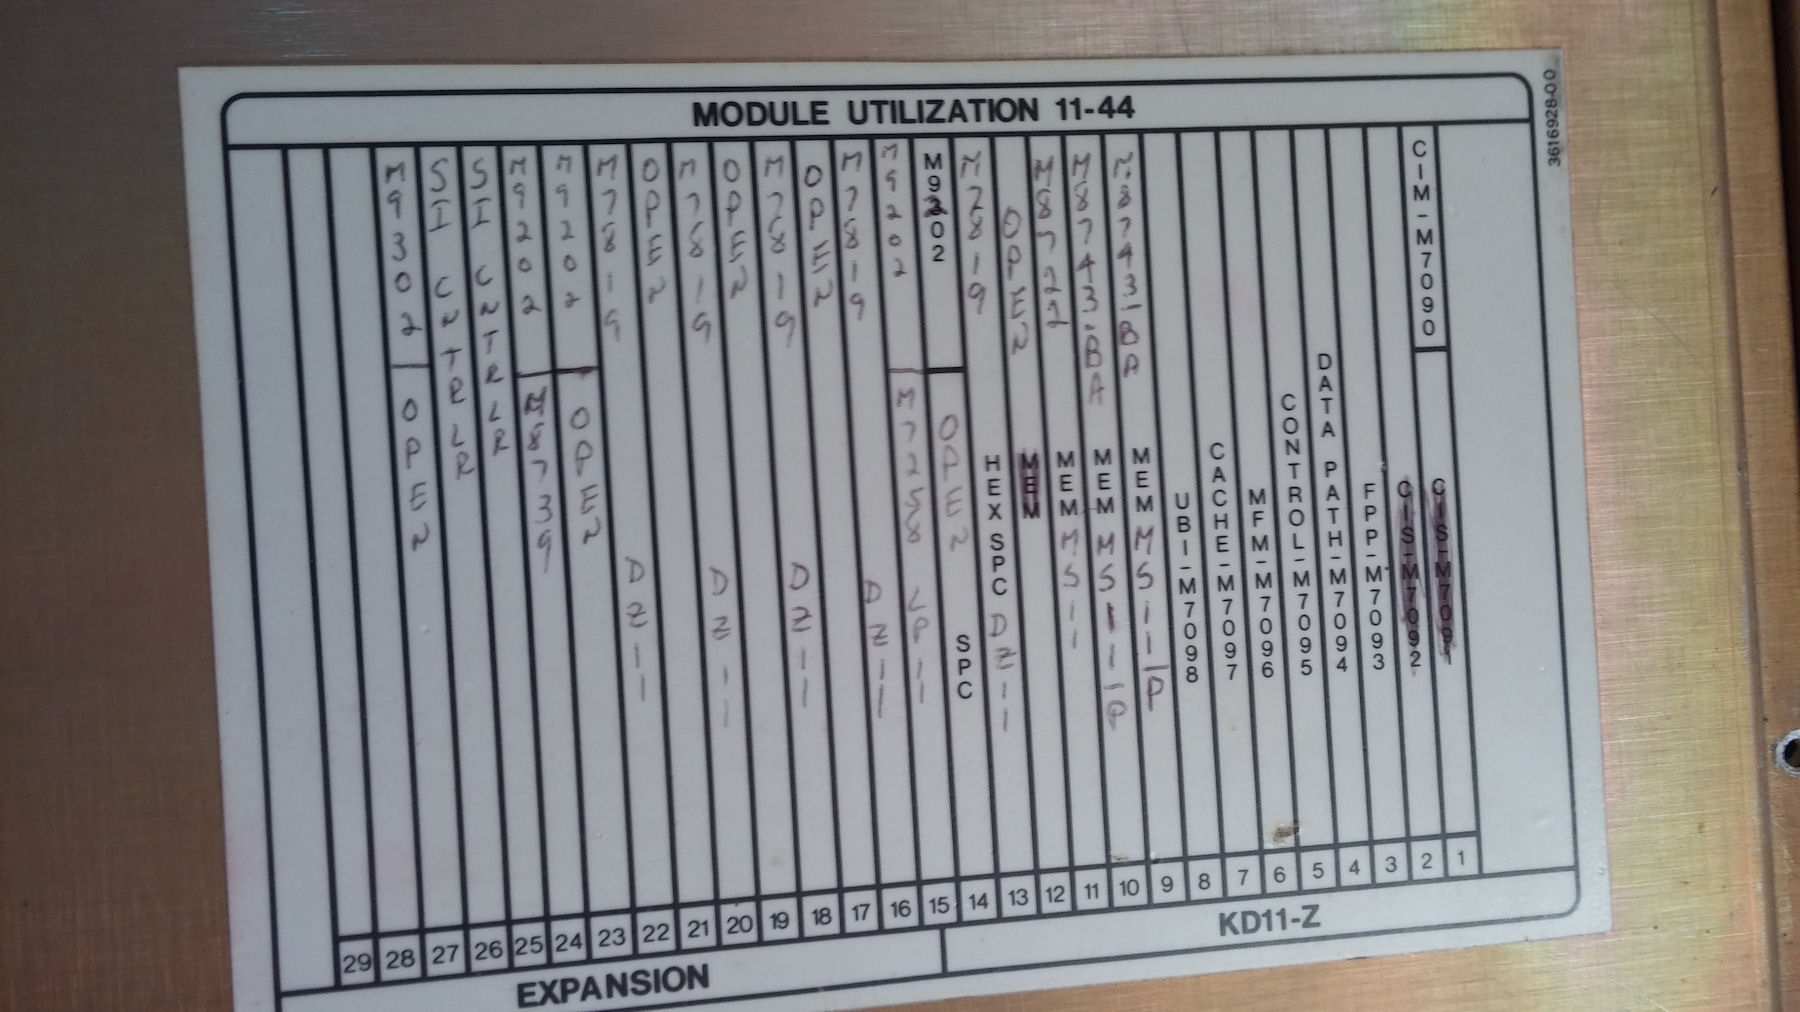 MODULE UTILIZATION 11-44
3616928-00
M9302 OPEN
SI CNTRLR
SI CNTRLR
M9202 M8739
M9202 OPEN
M7819 DZ11
OPEN
M7819 DZ11
OPEN
M7819 DZ11
OPEN
M7819 DZ11
M9202 M7258 LP11
M9202 OPEN SPC
M7819 HEX SPC DZ11
OPEN MEM
M8722 MEM MS11
M8743-BA MEM MS11-P
M8743-BA MEM MS11-P
UBI-M7098
CACHE-M7097
MFM-M7096
CONTROL-M7095
DATA PATH-M7094
FPP-M7093
CIM-M7090 CIS-M7092
CIS-M7091
29 28 27 26 25 24 23 22 21 20 19 18 17 16 15 14 13 12 11 10 9 8 7 6 5 4 3 2 1
EXPANSION
KD11-Z